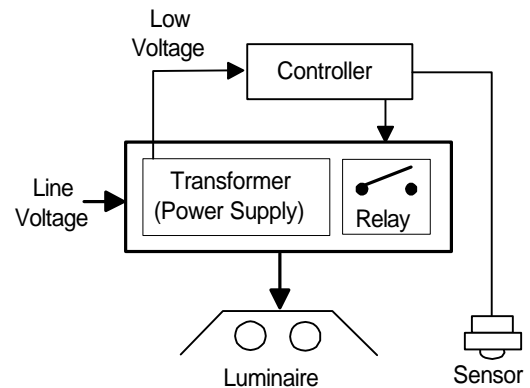 Low
Voltage
Controller
Line
Voltage
Transformer
(Power Supply)
Relay
Luminaire
Sensor